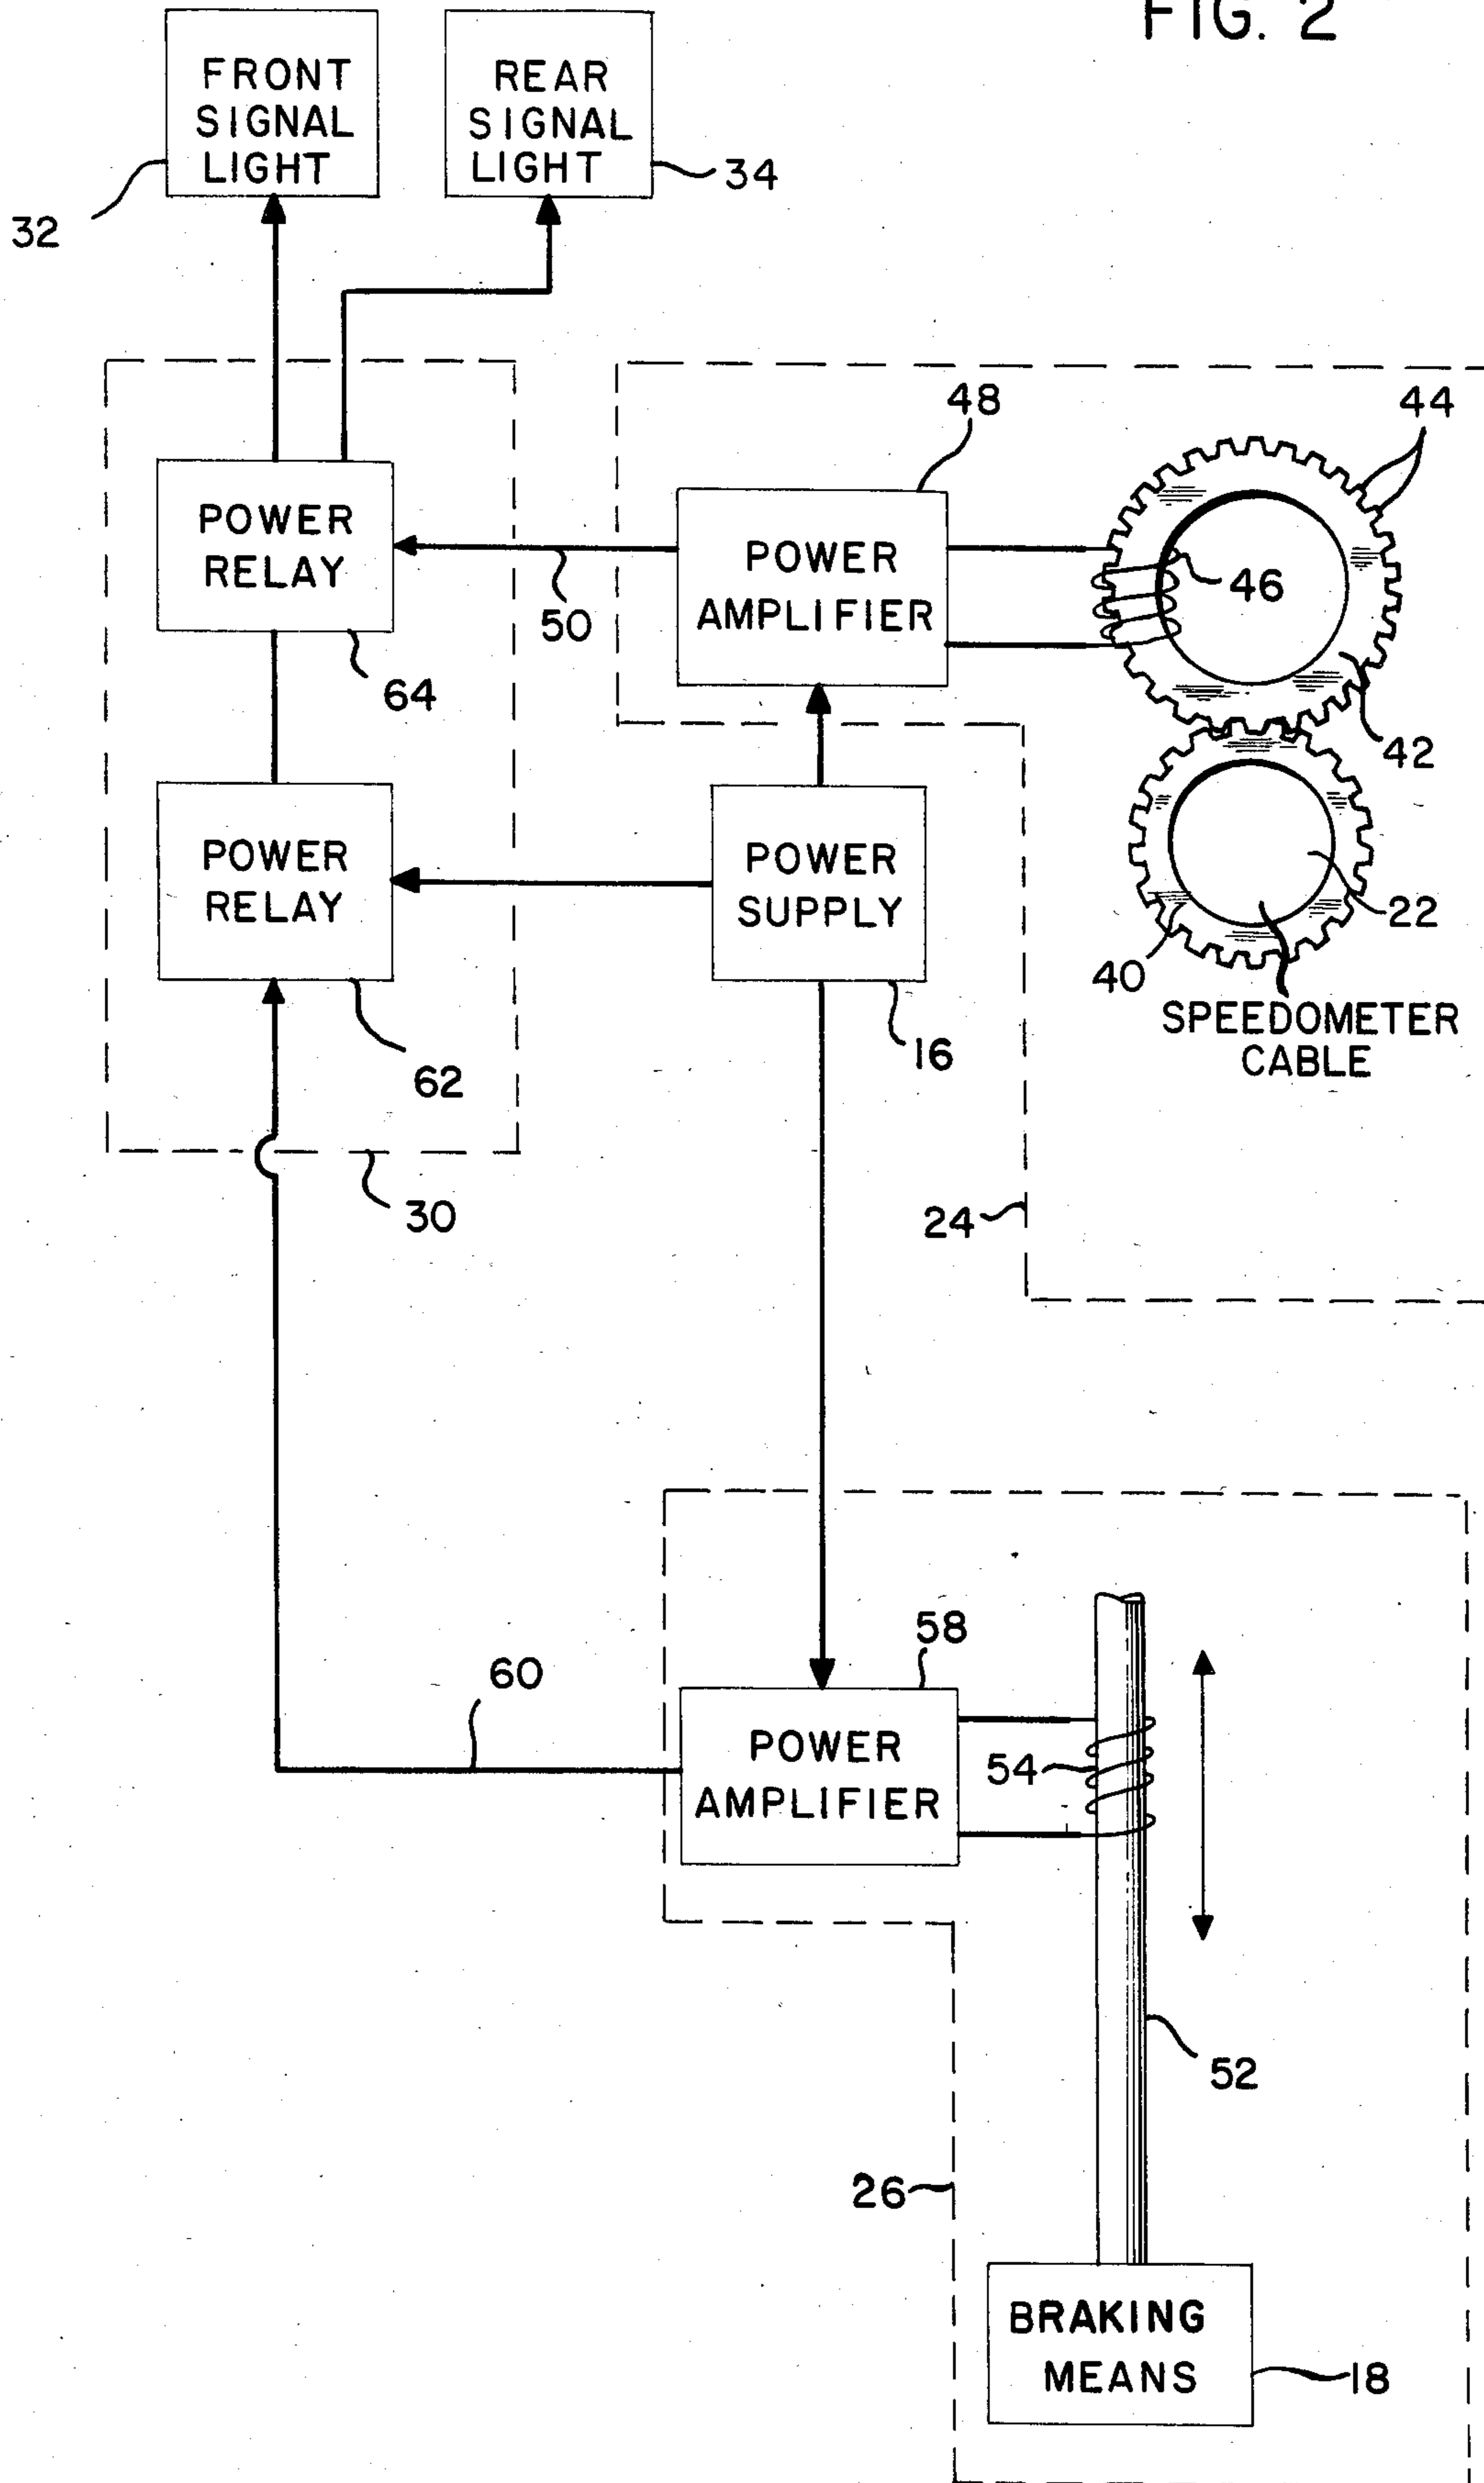 FIG. 2
FRONT
SIGNAL
LIGHT
REAR
SIGNAL
LIGHT
32
34
48
44
POWER
RELAY
50
POWER
AMPLIFIER
46
64
42
POWER
RELAY
POWER
SUPPLY
22
40
SPEEDOMETER
CABLE
62
16
30
24
58
60
POWER
AMPLIFIER
54
52
26
BRAKING
MEANS
18